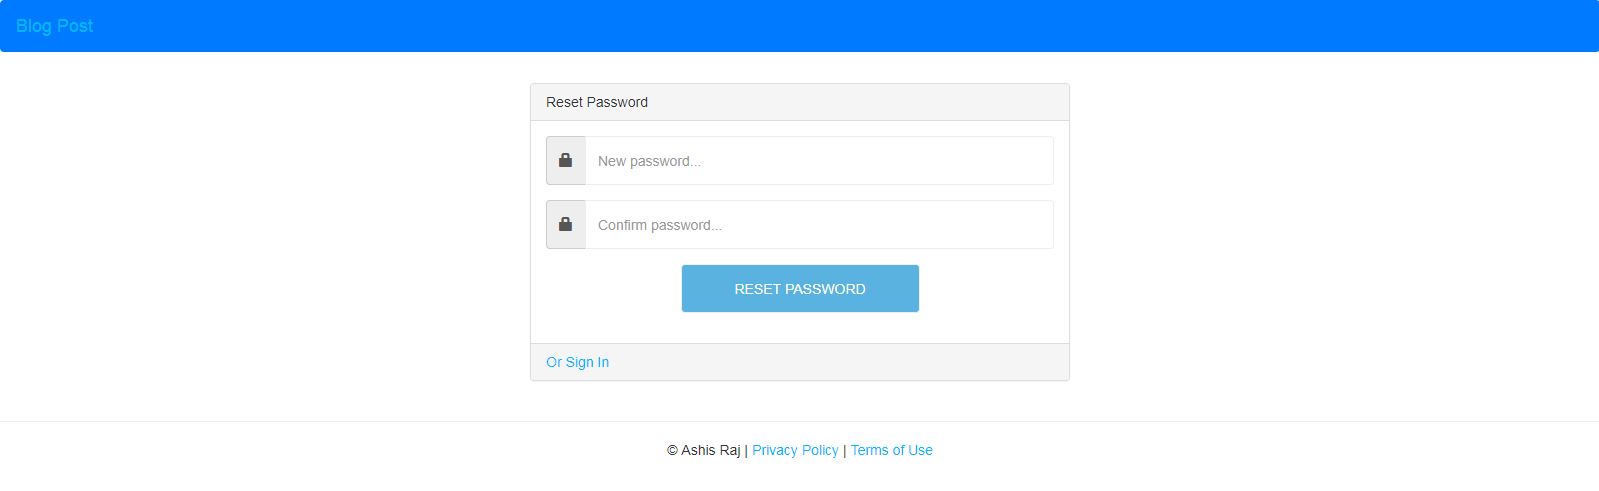 Blog Post
Reset Password
New password...
Confirm password...
RESET PASSWORD
Or Sign In
© Ashis Raj | Privacy Policy | Terms of Use